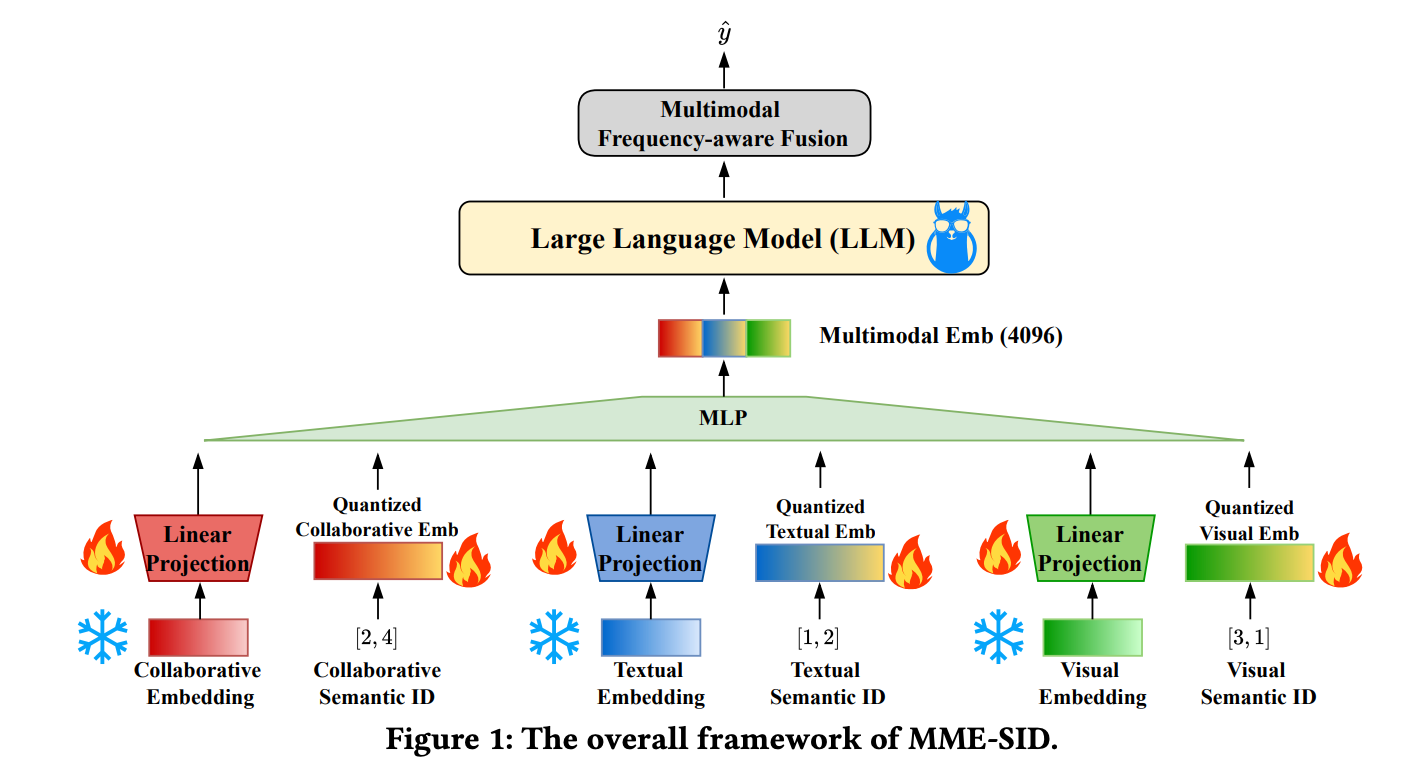 ŷ
Multimodal
Frequency-aware Fusion
Large Language Model (LLM)
Multimodal Emb (4096)
MLP
Linear
Projection
Quantized
Collaborative Emb
Linear
Projection
Quantized
Textual Emb
Linear
Projection
Quantized
Visual Emb
[2, 4]
[1, 2]
[3, 1]
Collaborative
Embedding
Collaborative
Semantic ID
Textual
Embedding
Textual
Semantic ID
Visual
Embedding
Visual
Semantic ID
Figure 1: The overall framework of MME-SID.